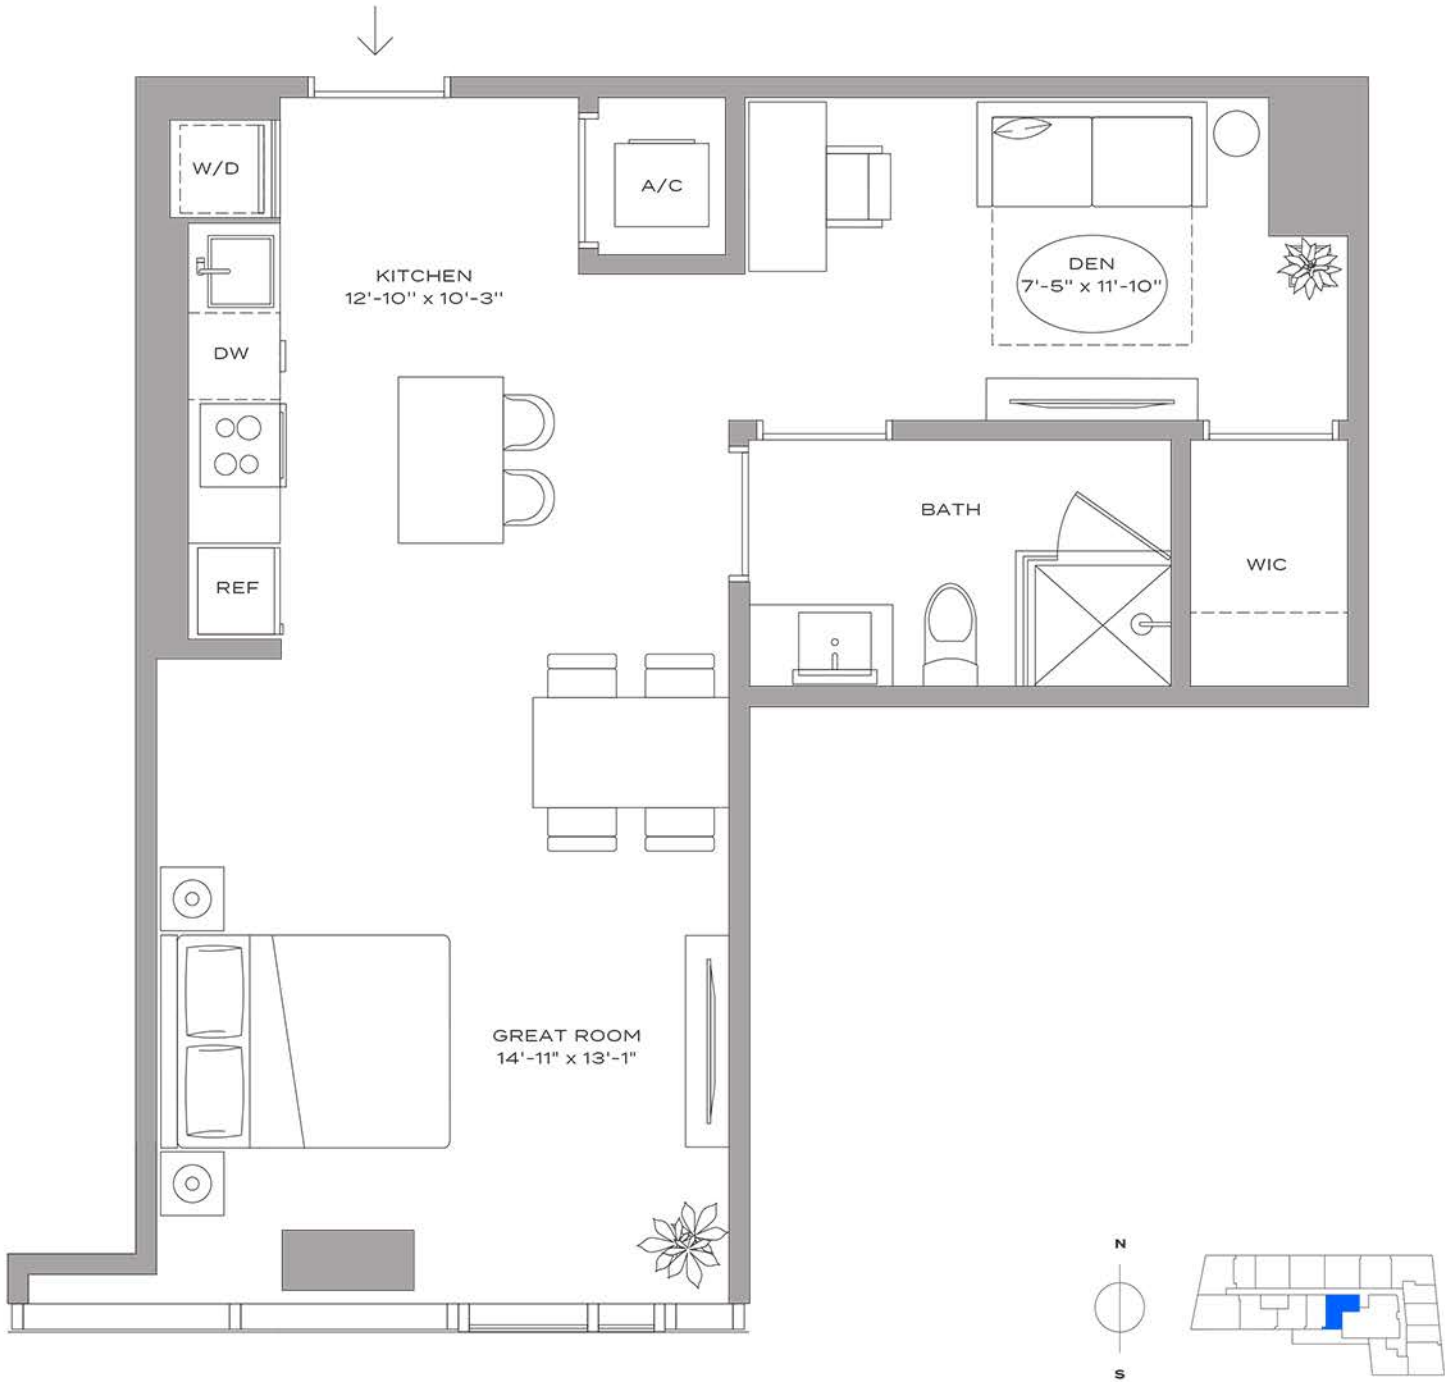 W/D
A/C
KITCHEN
12'-10" x 10'-3"
DEN
7'-5" x 11'-10"
DW
REF
BATH
WIC
GREAT ROOM
14'-11" x 13'-1"
N
S